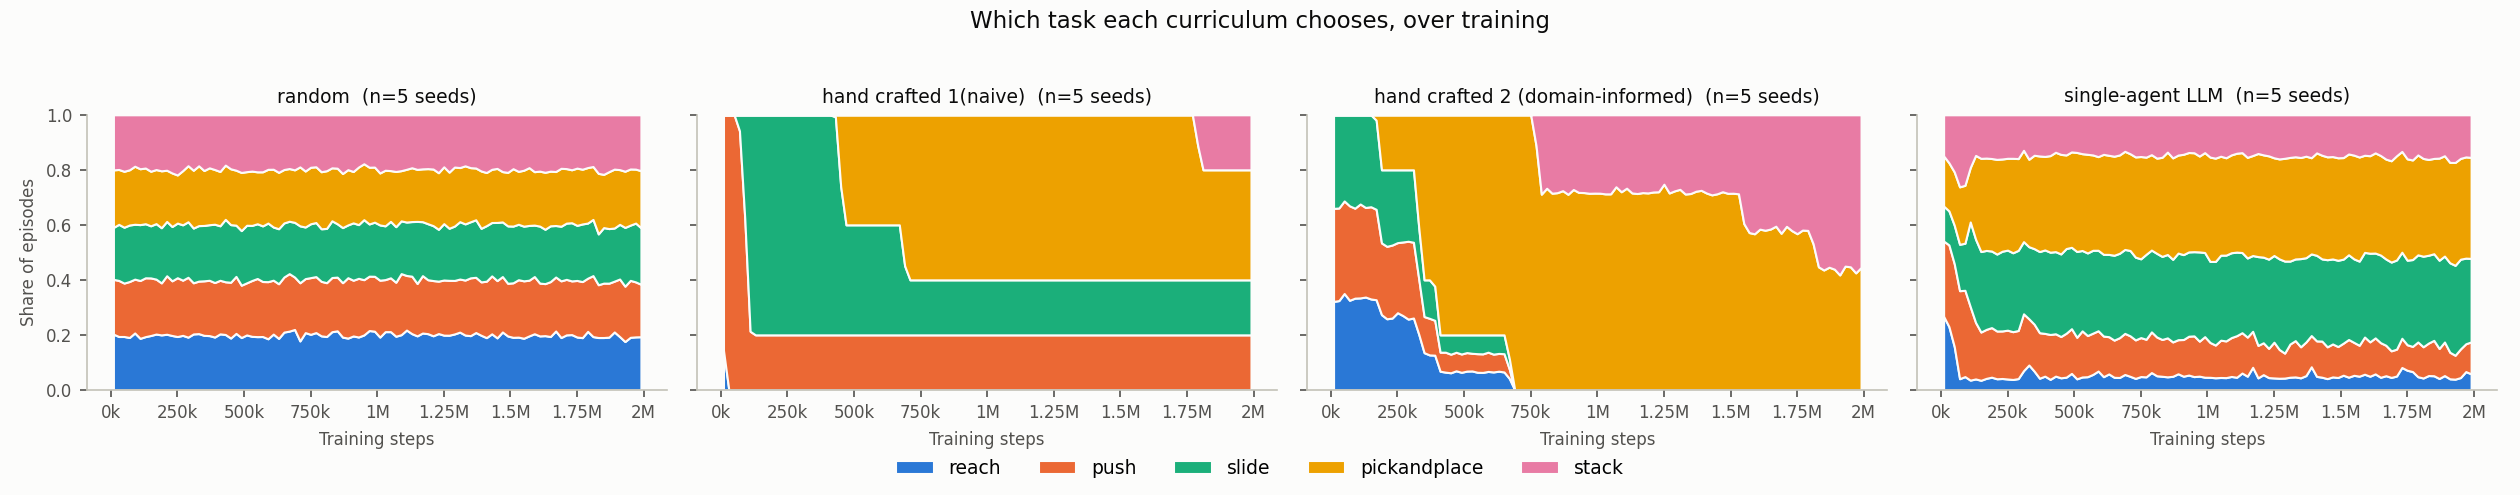 Which task each curriculum chooses, over training
random  (n=5 seeds)
hand crafted 1(naive)  (n=5 seeds)
hand crafted 2 (domain-informed)  (n=5 seeds)
single-agent LLM  (n=5 seeds)
Share of episodes
1.0
0.8
0.6
0.4
0.2
0.0
0k 250k 500k 750k 1M 1.25M 1.5M 1.75M 2M
0k 250k 500k 750k 1M 1.25M 1.5M 1.75M 2M
0k 250k 500k 750k 1M 1.25M 1.5M 1.75M 2M
0k 250k 500k 750k 1M 1.25M 1.5M 1.75M 2M
Training steps
Training steps
Training steps
Training steps
reach push slide pickandplace stack